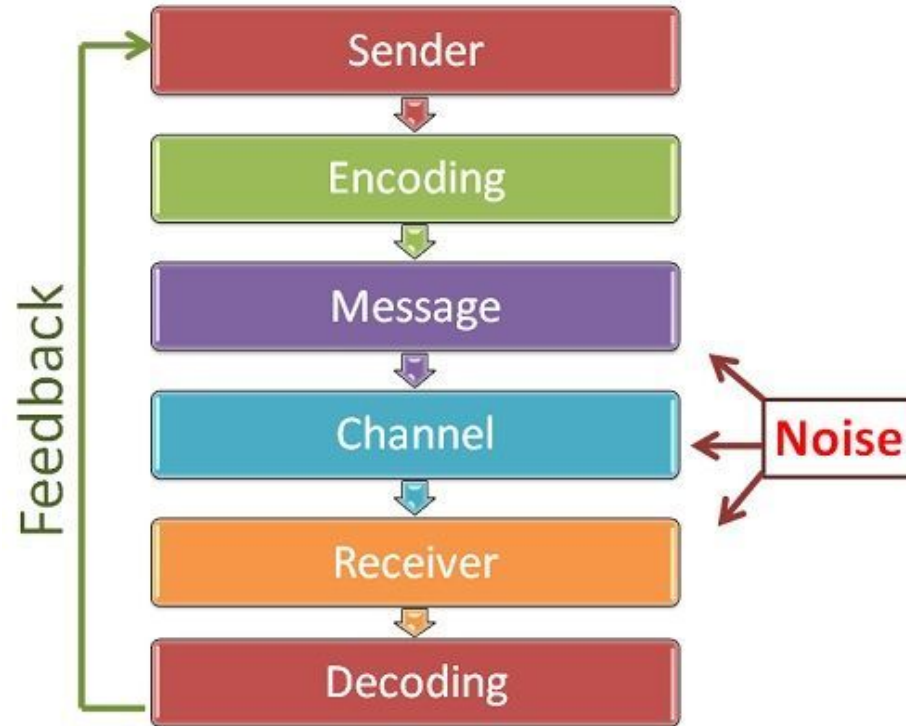 Sender
Encoding
Message
Channel
Receiver
Decoding
Feedback
Noise